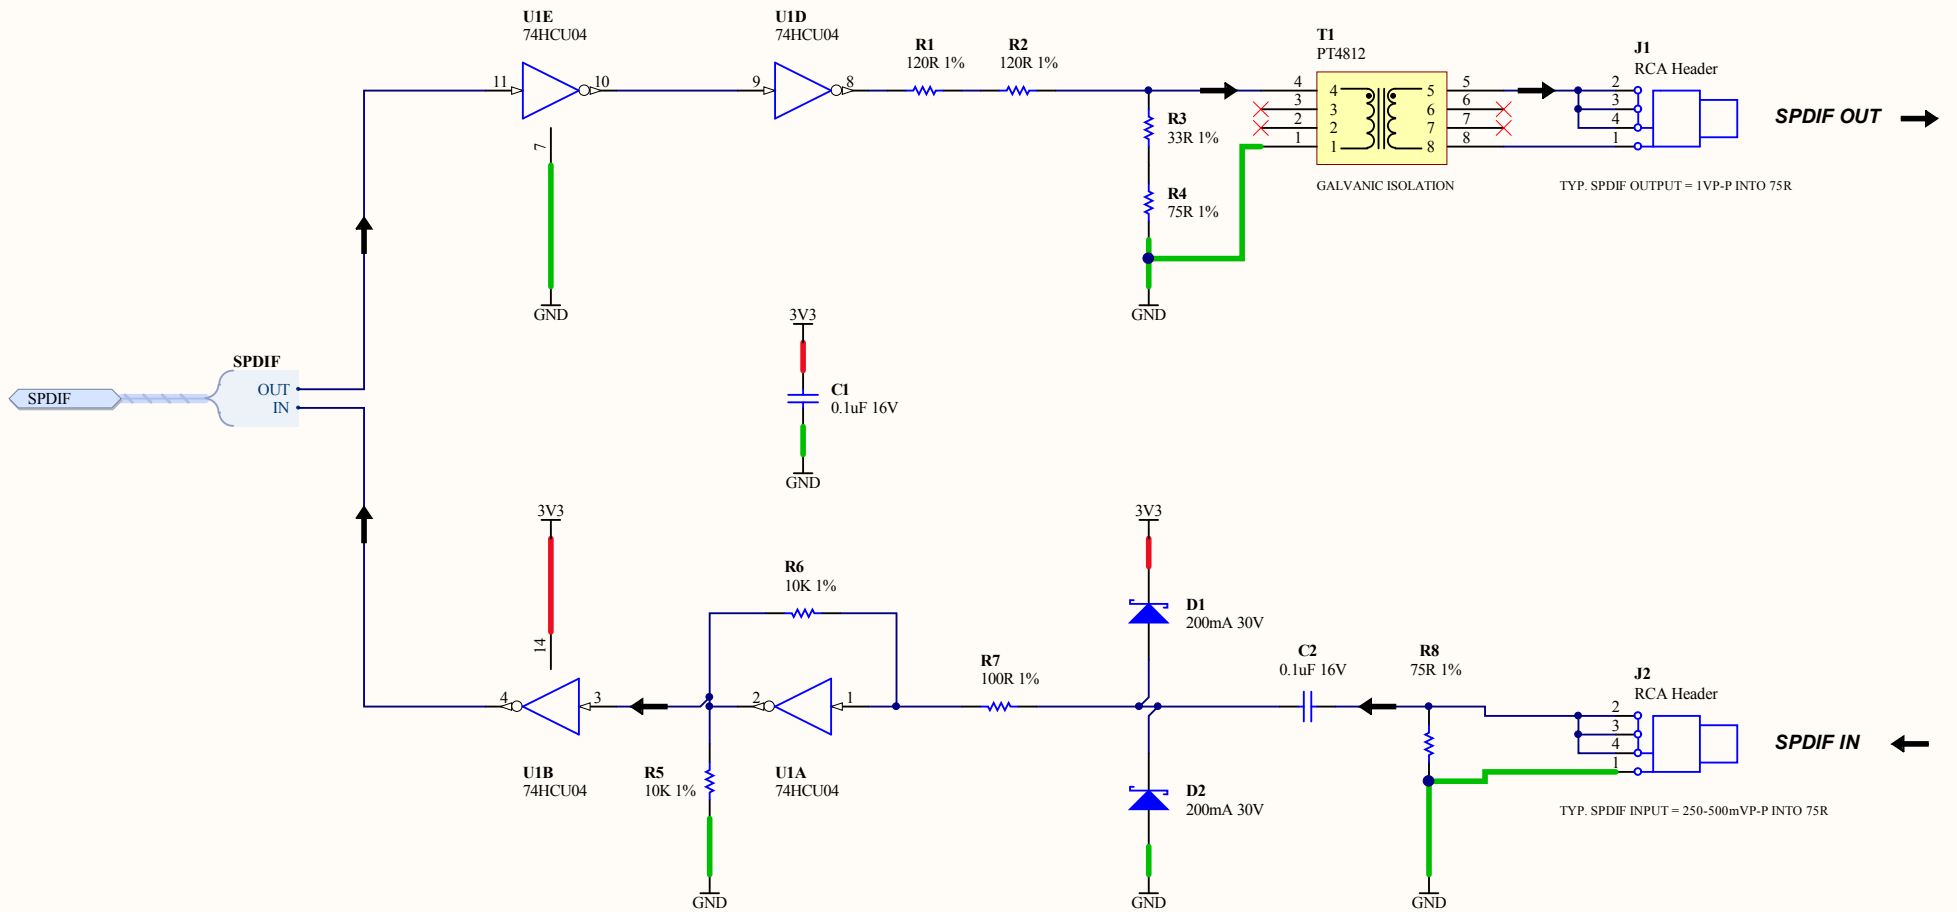 U1E
74HCU04
11
10
7
GND
U1D
74HCU04
9
8
R1
120R 1%
R2
120R 1%
R3
33R 1%
R4
75R 1%
GND
T1
PT4812
4
3
2
1
4
3
2
1
5
6
7
8
5
6
7
8
GALVANIC ISOLATION
J1
RCA Header
2
3
4
1
SPDIF OUT
TYP. SPDIF OUTPUT = 1VP-P INTO 75R
3V3
C1
0.1uF 16V
GND
SPDIF
SPDIF
OUT
IN
3V3
14
4
3
U1B
74HCU04
R6
10K 1%
2
1
U1A
74HCU04
R5
10K 1%
GND
R7
100R 1%
3V3
D1
200mA 30V
D2
200mA 30V
GND
C2
0.1uF 16V
R8
75R 1%
GND
J2
RCA Header
2
3
4
1
SPDIF IN
TYP. SPDIF INPUT = 250-500mVP-P INTO 75R